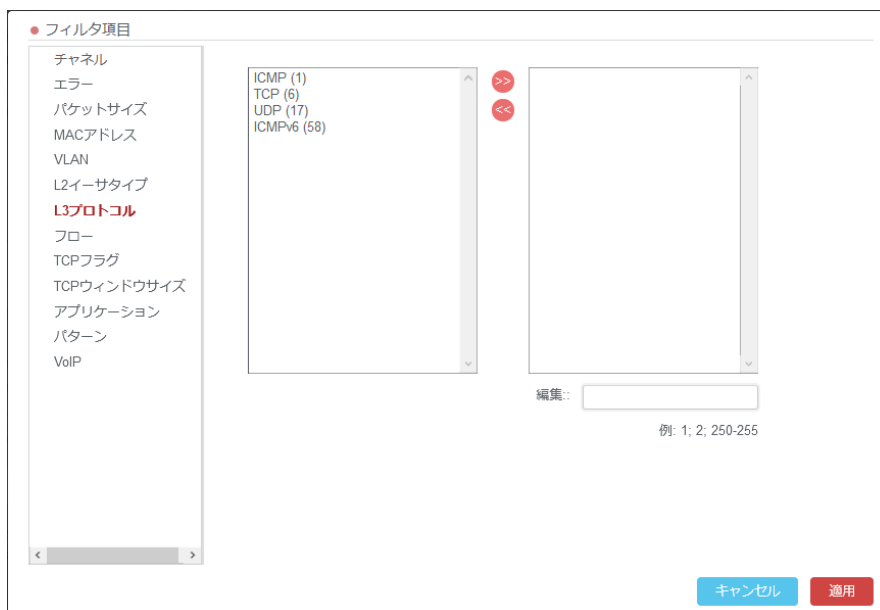 フィルタ項目
チャネル
エラー
パケットサイズ
MACアドレス
VLAN
L2イーサタイプ
L3プロトコル
フロー
TCPフラグ
TCPウィンドウサイズ
アプリケーション
パターン
VoIP
ICMP (1)
TCP (6)
UDP (17)
ICMPv6 (58)
>>
<<
編集::
例: 1; 2; 250-255
キャンセル
適用